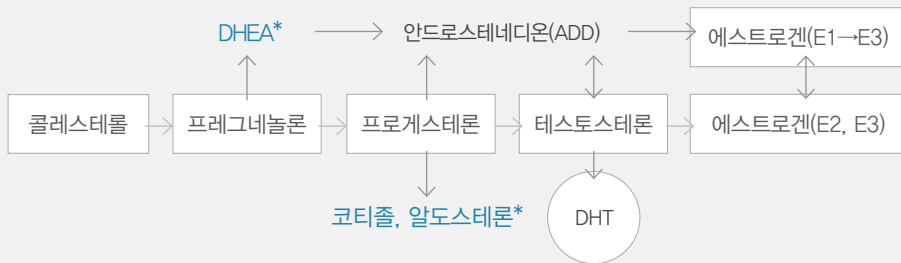 DHEA* 안드로스테네디온(ADD) 에스트로겐(E1→E3)
콜레스테롤 프레그네놀론 프로게스테론 테스토스테론 에스트로겐(E2, E3)
코티졸, 알도스테론* DHT